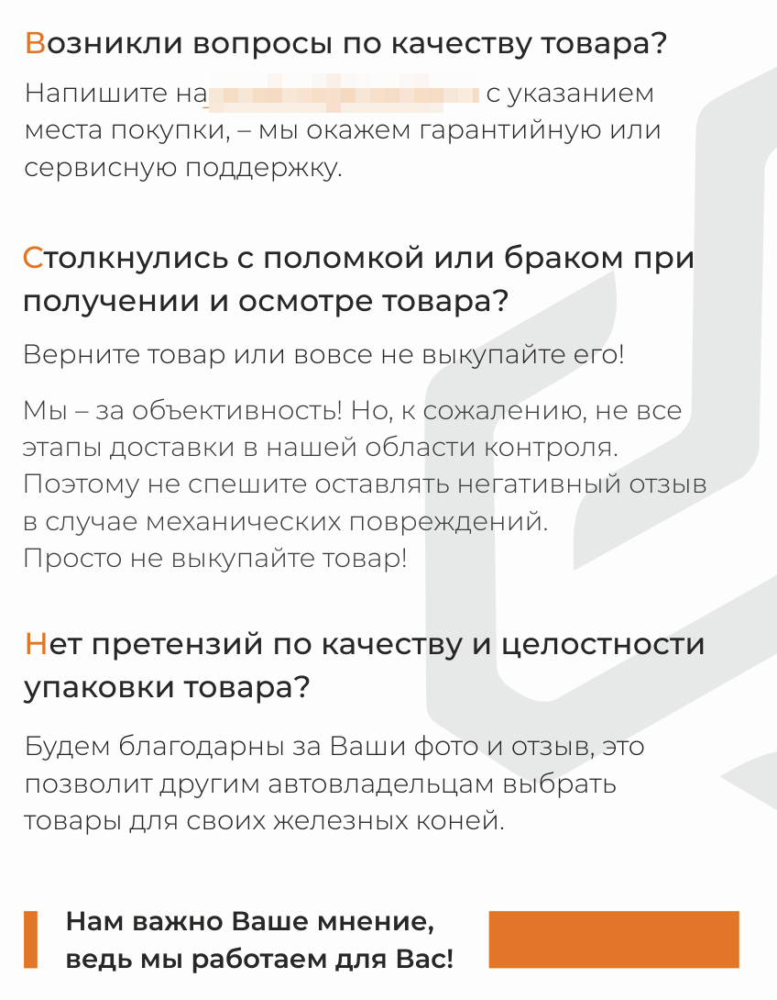 Возникли вопросы по качеству товара?
Напишите на с указанием
места покупки, – мы окажем гарантийную или
сервисную поддержку.
Столкнулись с поломкой или браком при
получении и осмотре товара?
Верните товар или вовсе не выкупайте его!
Мы – за объективность! Но, к сожалению, не все
этапы доставки в нашей области контроля.
Поэтому не спешите оставлять негативный отзыв
в случае механических повреждений.
Просто не выкупайте товар!
Нет претензий по качеству и целостности
упаковки товара?
Будем благодарны за Ваши фото и отзыв, это
позволит другим автовладельцам выбрать
товары для своих железных коней.
Нам важно Ваше мнение,
ведь мы работаем для Вас!